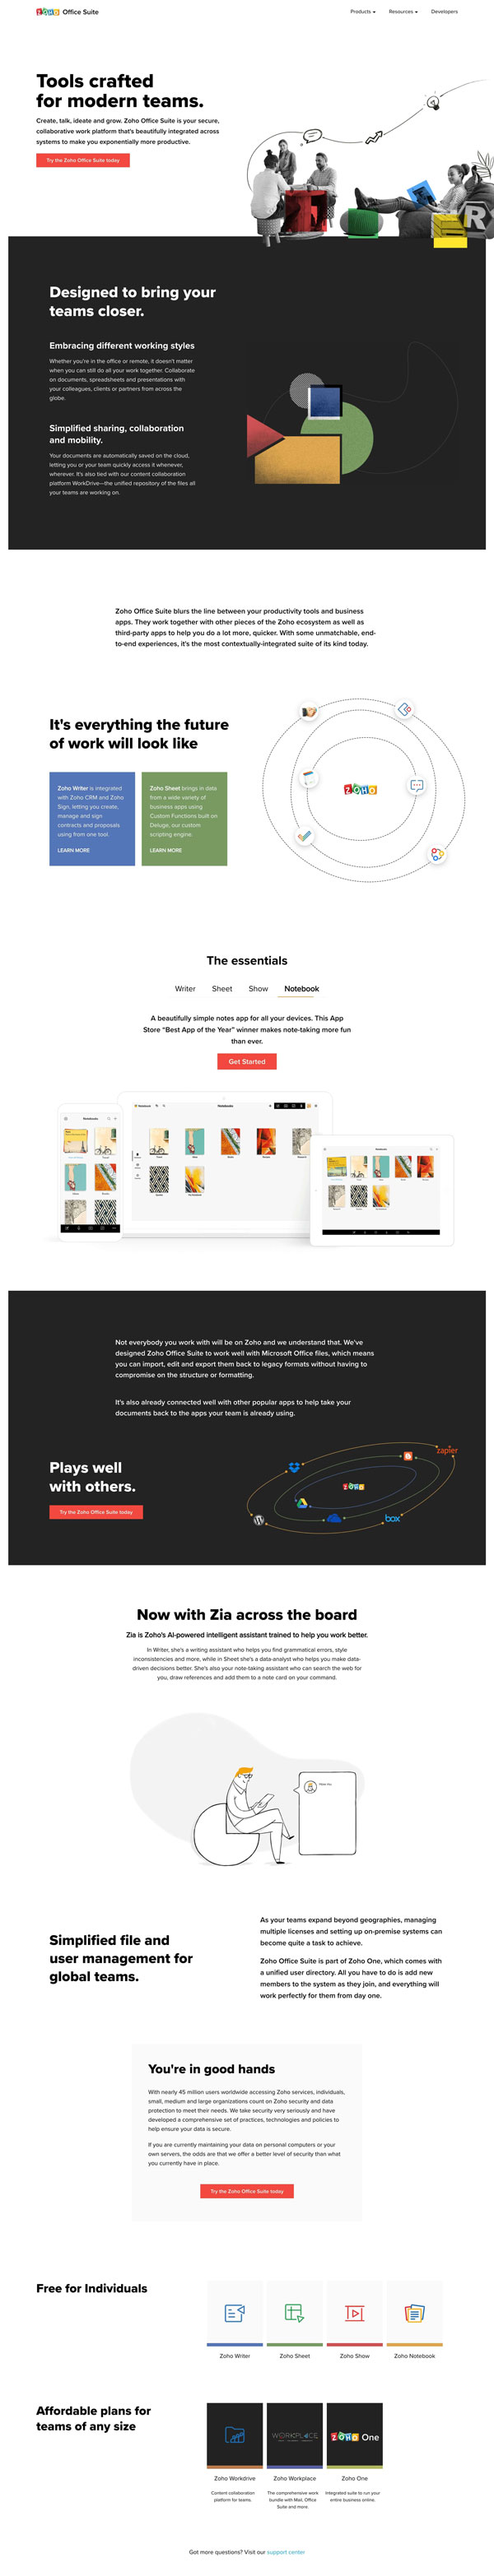 ZOHO Office Suite
Products
Resources
Developers
Tools crafted
for modern teams.
Create, talk, ideate and grow. Zoho Office Suite is your secure,
collaborative work platform that's beautifully integrated across
systems to make you exponentially more productive.
Try the Zoho Office Suite today
R
Designed to bring your
teams closer.
Embracing different working styles
Whether you're in the office or remote, it doesn't matter
when you can still do all your work together. Collaborate
on documents, spreadsheets and presentations with
your colleagues, clients or partners from across the
globe.
Simplified sharing, collaboration
and mobility.
Your documents are automatically saved on the cloud,
letting you or your team quickly access it whenever,
wherever. It's also tied with our content collaboration
platform WorkDrive—the unified repository of the files all
your teams are working on.
Zoho Office Suite blurs the line between your productivity tools and business
apps. They work together with other pieces of the Zoho ecosystem as well as
third-party apps to help you do a lot more, quicker. With some unmatchable, end-
to-end experiences, it's the most contextually-integrated suite of its kind today.
It's everything the future
of work will look like
Zoho Writer is integrated
with Zoho CRM and Zoho
Sign, letting you create,
manage and sign
contracts and proposals
using from one tool.
LEARN MORE
Zoho Sheet brings in data
from a wide variety of
business apps using
Custom Functions built on
Deluge, our custom
scripting engine.
LEARN MORE
ZOHO
The essentials
Writer
Sheet
Show
Notebook
A beautifully simple notes app for all your devices. This App
Store "Best App of the Year" winner makes note-taking more fun
than ever.
Get Started
Notebooks
Notebook
Notebooks
Notebook
Not everybody you work with will be on Zoho and we understand that. We've
designed Zoho Office Suite to work well with Microsoft Office files, which means
you can import, edit and export them back to legacy formats without having to
compromise on the structure or formatting.
It's also already connected well with other popular apps to help take your
documents back to the apps your team is already using.
Plays well
with others.
Try the Zoho Office Suite today
zapier
ZOHO
box
Now with Zia across the board
Zia is Zoho's AI-powered intelligent assistant trained to help you work better.
In Writer, she's a writing assistant who helps you find grammatical errors, style
inconsistencies and more, while in Sheet she's a data-analyst who helps you make data-
driven decisions better. She's also your note-taking assistant who can search the web for
you, draw references and add them to a note card on your command.
Simplified file and
user management for
global teams.
As your teams expand beyond geographies, managing
multiple licenses and setting up on-premise systems can
become quite a task to achieve.
Zoho Office Suite is part of Zoho One, which comes with
a unified user directory. All you have to do is add new
members to the system as they join, and everything will
work perfectly for them from day one.
You're in good hands
With nearly 45 million users worldwide accessing Zoho services, individuals,
small, medium and large organizations count on Zoho security and data
protection to meet their needs. We take security very seriously and have
developed a comprehensive set of practices, technologies and policies to
help ensure your data is secure.
If you are currently maintaining your data on personal computers or your
own servers, the odds are that we offer a better level of security than what
you currently have in place.
Try the Zoho Office Suite today
Free for Individuals
Zoho Writer
Zoho Sheet
Zoho Show
Zoho Notebook
Affordable plans for
teams of any size
WORKPLACE
ZOHO One
Zoho Workdrive
Zoho Workplace
Zoho One
Content collaboration
platform for teams.
The comprehensive work
bundle with Mail, Office
Suite and more.
Integrated suite to run your
entire business online.
Got more questions? Visit our support center